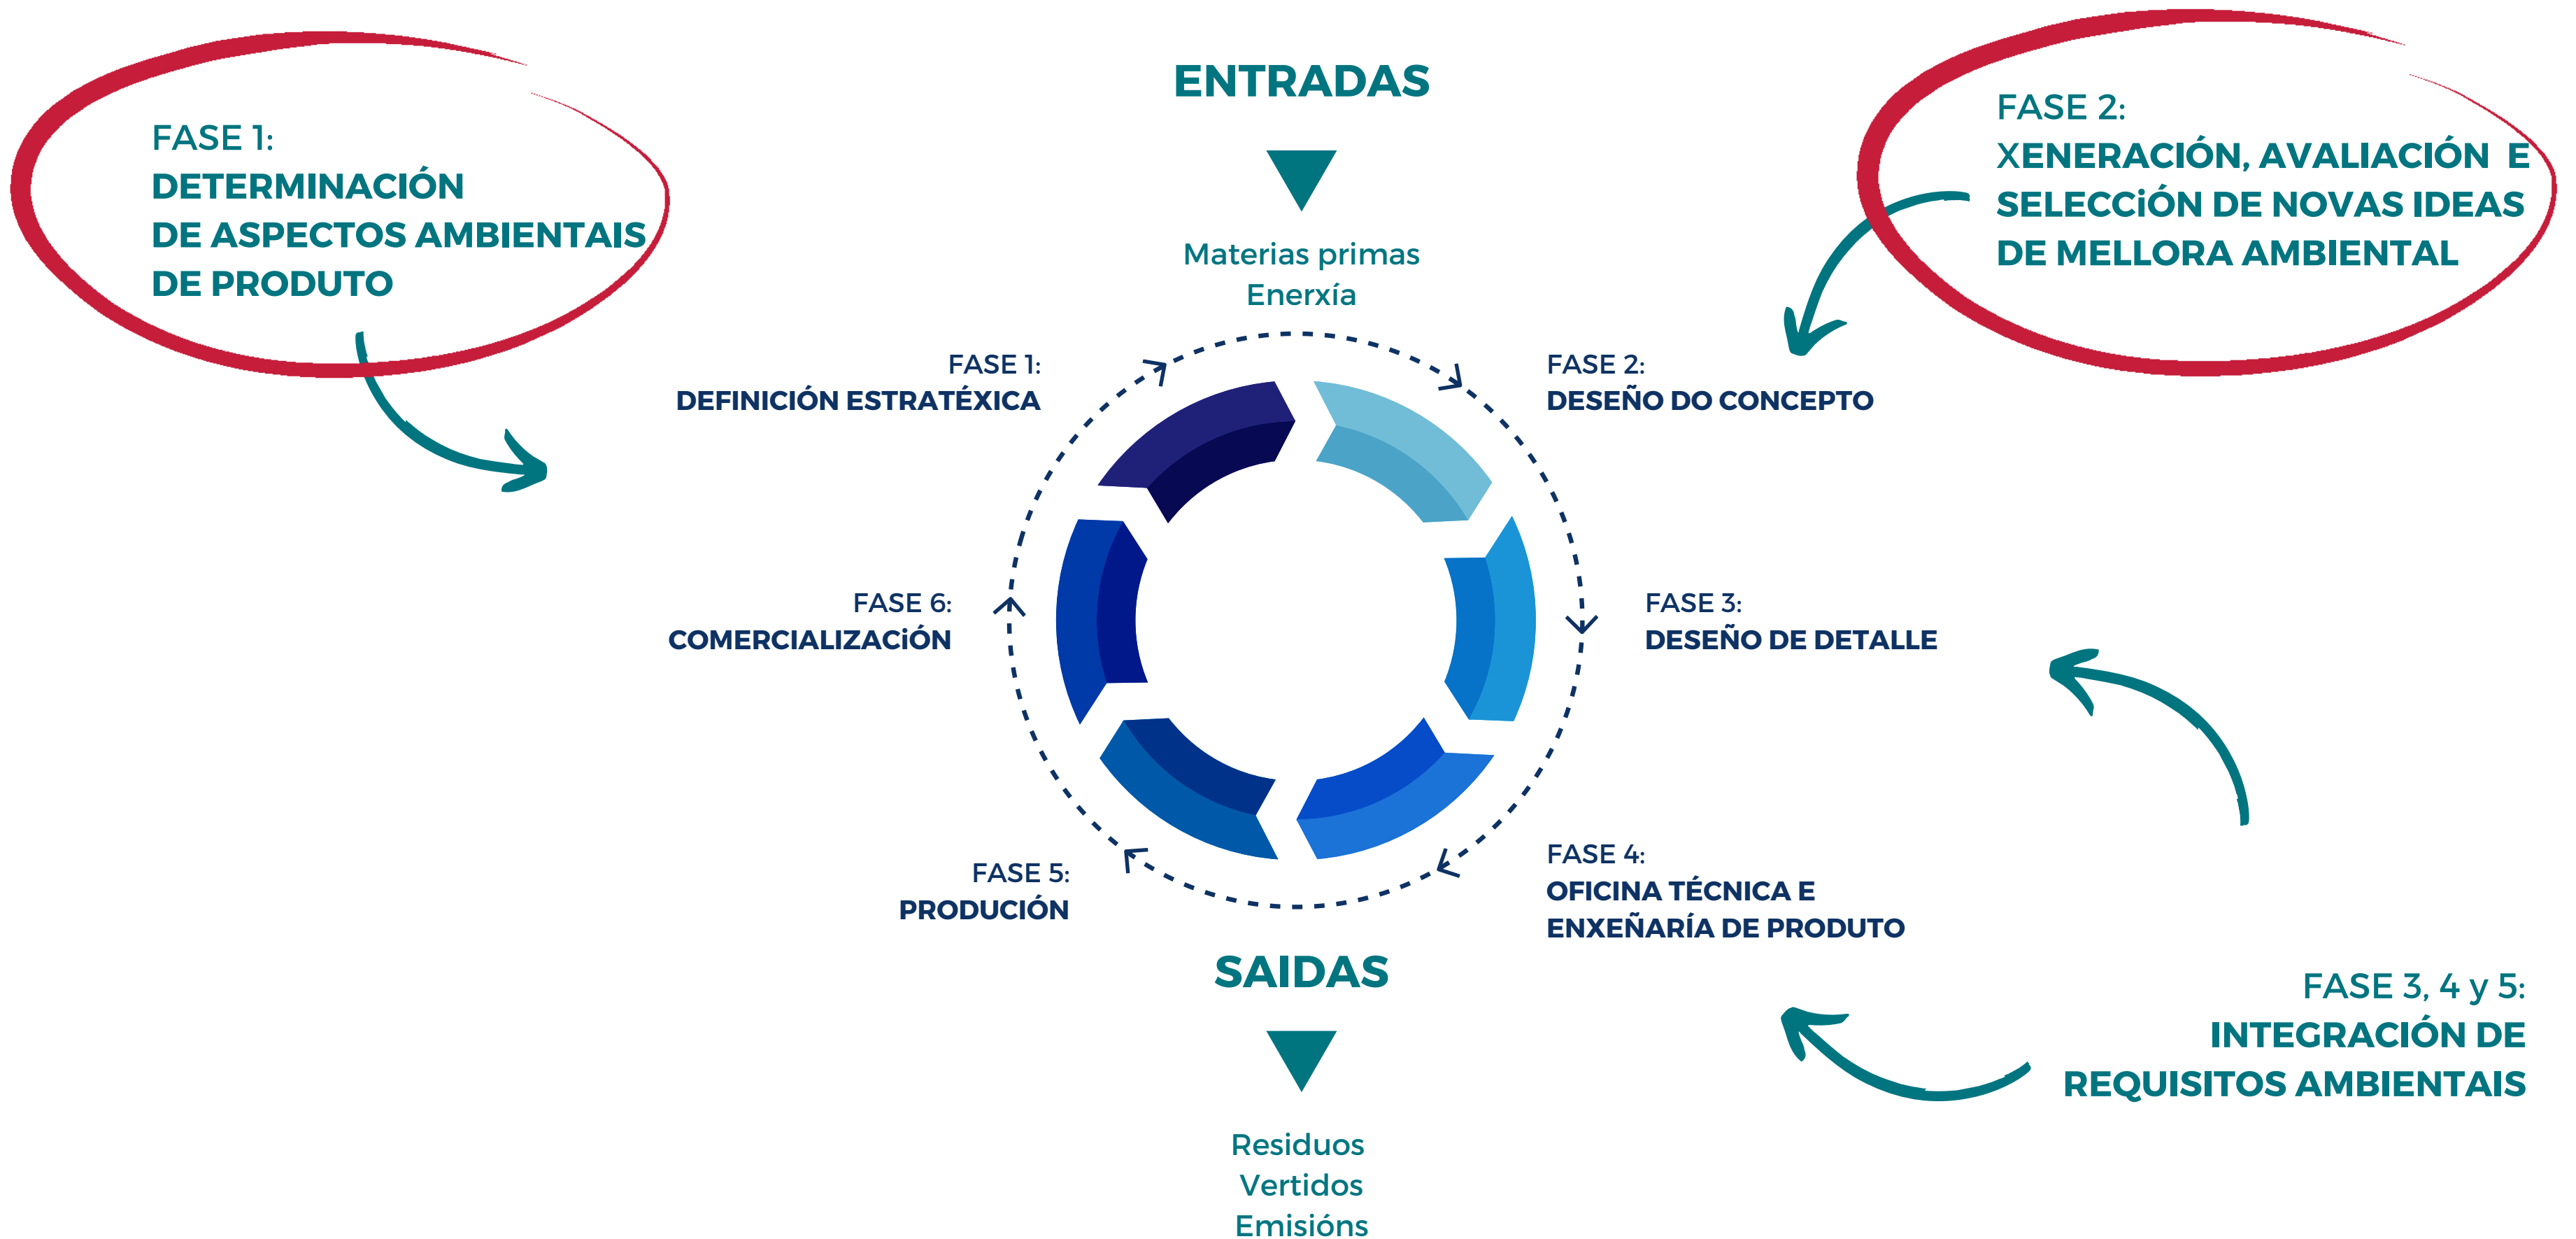 FASE 1:
DETERMINACIÓN
DE ASPECTOS AMBIENTAIS
DE PRODUTO
ENTRADAS
Materias primas
Enerxía
FASE 2:
XENERACIÓN, AVALIACIÓN E
SELECCiÓN DE NOVAS IDEAS
DE MELLORA AMBIENTAL
FASE 1:
DEFINICIÓN ESTRATÉXICA
FASE 2:
DESEÑO DO CONCEPTO
FASE 6:
COMERCIALIZACiÓN
FASE 3:
DESEÑO DE DETALLE
FASE 5:
PRODUCIÓN
FASE 4:
OFICINA TÉCNICA E
ENXEÑARÍA DE PRODUTO
SAIDAS
Residuos
Vertidos
Emisións
FASE 3, 4 y 5:
INTEGRACIÓN DE
REQUISITOS AMBIENTAIS